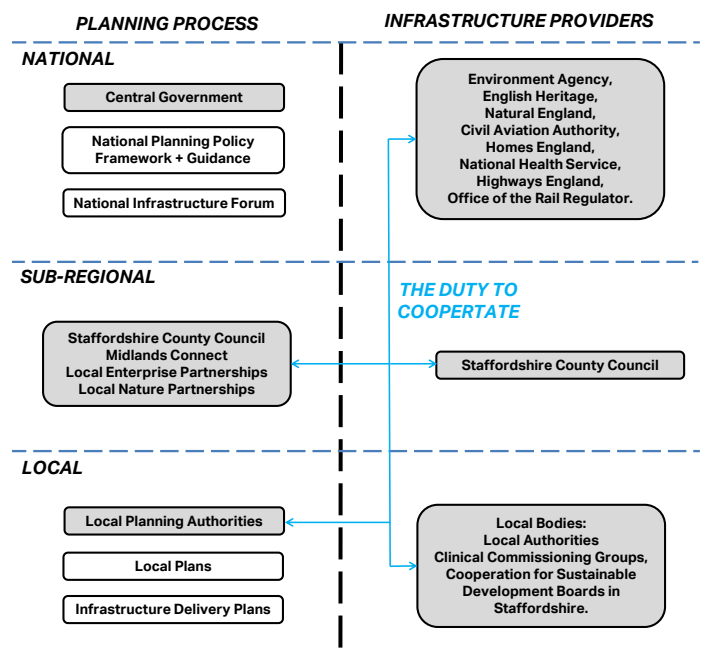 PLANNING PROCESS
INFRASTRUCTURE PROVIDERS
NATIONAL
Central Government
National Planning Policy
Framework + Guidance
National Infrastructure Forum
Environment Agency,
English Heritage,
Natural England,
Civil Aviation Authority,
Homes England,
National Health Service,
Highways England,
Office of the Rail Regulator.
SUB-REGIONAL
THE DUTY TO
COOPERTATE
Staffordshire County Council
Midlands Connect
Local Enterprise Partnerships
Local Nature Partnerships
Staffordshire County Council
LOCAL
Local Planning Authorities
Local Plans
Infrastructure Delivery Plans
Local Bodies:
Local Authorities
Clinical Commissioning Groups,
Cooperation for Sustainable
Development Boards in
Staffordshire.